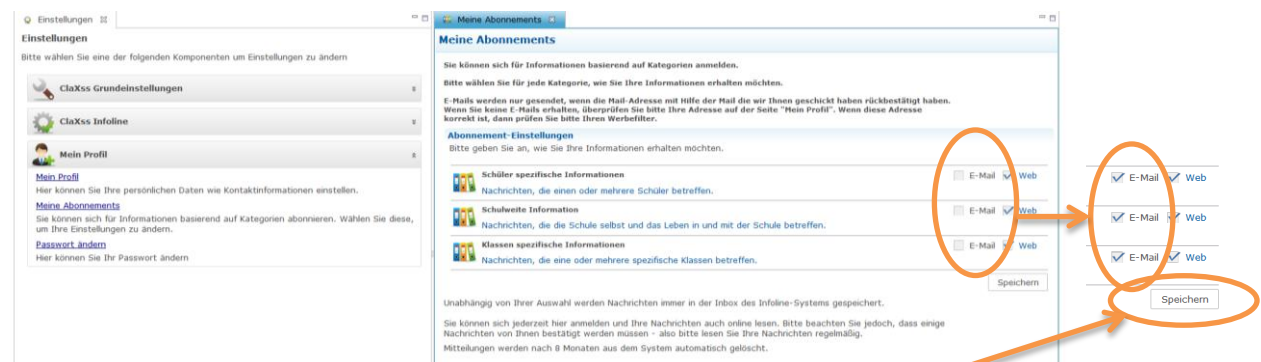 Einstellungen
Einstellungen
Bitte wählen Sie eine der folgenden Komponenten um Einstellungen zu ändern
ClaXss Grundeinstellungen
ClaXss Infoline
Mein Profil
Mein Profil
Hier können Sie Ihre persönlichen Daten wie Kontaktinformationen einstellen.
Meine Abonnements
Sie können sich für Informationen basierend auf Kategorien abonnieren. Wählen Sie diese,
um Ihre Einstellungen zu ändern.
Passwort ändern
Hier können Sie Ihr Passwort ändern
Meine Abonnements
Meine Abonnements
Sie können sich für Informationen basierend auf Kategorien anmelden.
Bitte wählen Sie für jede Kategorie, wie Sie Ihre Informationen erhalten möchten.
E-Mails werden nur gesendet, wenn die Mail-Adresse mit Hilfe der Mail die wir Ihnen geschickt haben rückbestätigt haben.
Wenn Sie keine E-Mails erhalten, überprüfen Sie bitte Ihre Adresse auf der Seite "Mein Profil". Wenn diese Adresse
korrekt ist, dann prüfen Sie bitte Ihren Werbefilter.
Abonnement-Einstellungen
Bitte geben Sie an, wie Sie Ihre Informationen erhalten möchten.
Schüler spezifische Informationen
Nachrichten, die einen oder mehrere Schüler betreffen.
E-Mail Web
Schulweite Information
Nachrichten, die die Schule selbst und das Leben in und mit der Schule betreffen.
E-Mail Web
Klassen spezifische Informationen
Nachrichten, die eine oder mehrere spezifische Klassen betreffen.
E-Mail Web
Speichern
Unabhängig von Ihrer Auswahl werden Nachrichten immer in der Inbox des Infoline-Systems gespeichert.
Sie können sich jederzeit hier anmelden und Ihre Nachrichten auch online lesen. Bitte beachten Sie jedoch, dass einige
Nachrichten von Ihnen bestätigt werden müssen - also bitte lesen Sie Ihre Nachrichten regelmäßig.
Mitteilungen werden nach 8 Monaten aus dem System automatisch gelöscht.
E-Mail Web
E-Mail Web
E-Mail Web
Speichern